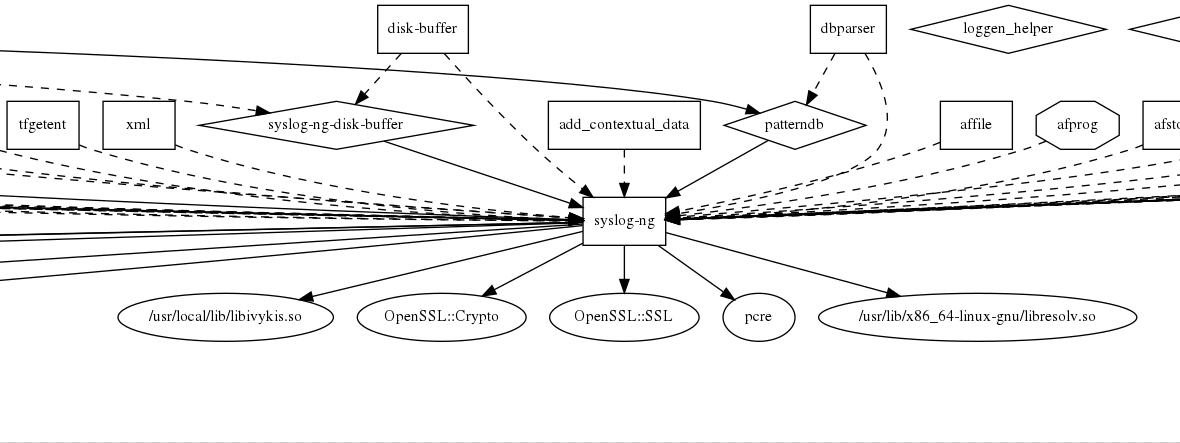 disk-buffer
dbparser
loggen_helper
tfgetent
xml
syslog-ng-disk-buffer
add_contextual_data
patterndb
affile
afprog
afsto
syslog-ng
/usr/local/lib/libivykis.so
OpenSSL::Crypto
OpenSSL::SSL
pcre
/usr/lib/x86_64-linux-gnu/libresolv.so